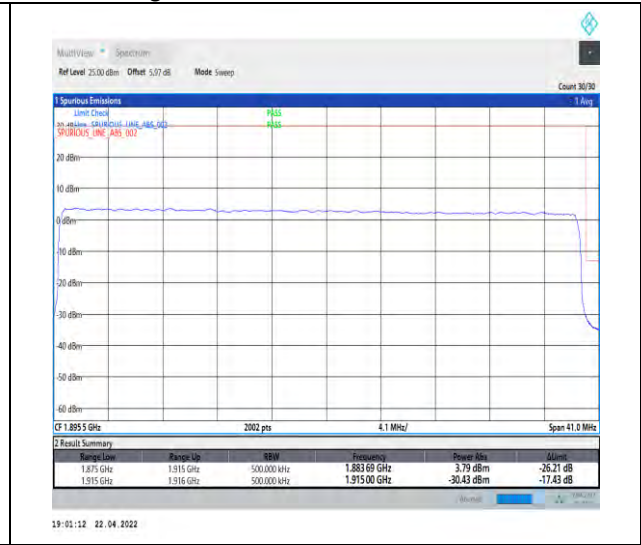 MultiView Spectrum
Ref Level 25.00 dBm Offset 5.97 dB Mode Sweep
Count 30/30
1 Spurious Emissions 1 Avg
Limit Check PASS
Line SPURIOUS_LINE_ABS_002 PASS
SPURIOUS_LINE_ABS_002
20 dBm
10 dBm
0 dBm
-10 dBm
-20 dBm
-30 dBm
-40 dBm
-50 dBm
-60 dBm
CF 1.895 5 GHz 2002 pts 4.1 MHz/ Span 41.0 MHz
2 Result Summary
Range Low Range Up RBW Frequency Power Abs ΔLimit
1.875 GHz 1.915 GHz 500.000 kHz 1.883 69 GHz 3.79 dBm -26.21 dB
1.915 GHz 1.916 GHz 500.000 kHz 1.915 00 GHz -30.43 dBm -17.43 dB
19:01:12 22.04.2022